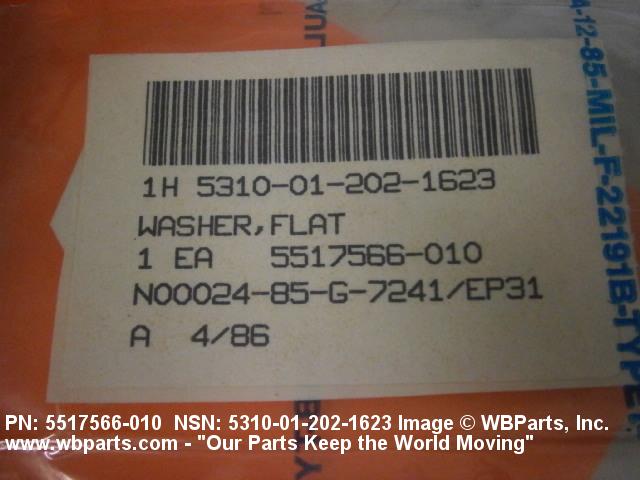 1H 5310-01-202-1623
WASHER,FLAT
1 EA 5517566-010
N00024-85-G-7241/EP31
A 4/86
-12-85-MIL-F-22191B-TYPE
PN: 5517566-010 NSN: 5310-01-202-1623 Image © WBParts, Inc.
www.wbparts.com - "Our Parts Keep the World Moving"